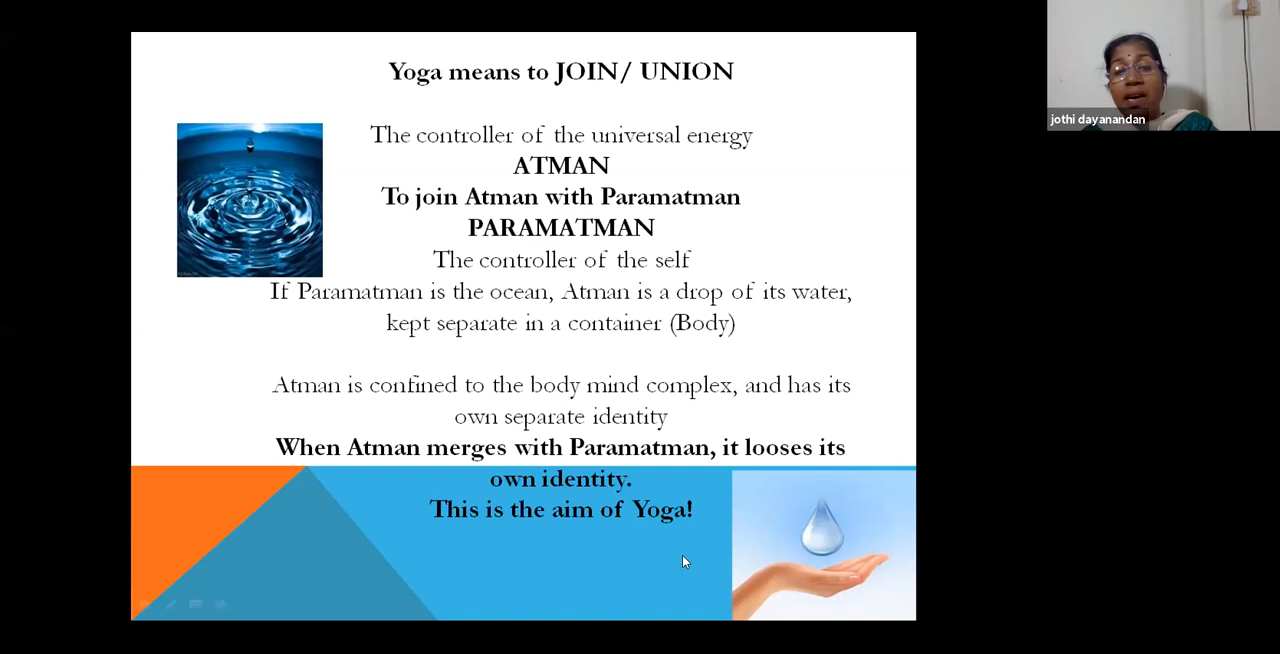 Yoga means to JOIN/ UNION
The controller of the universal energy
ATMAN
To join Atman with Paramatman
PARAMATMAN
The controller of the self
If Paramatman is the ocean, Atman is a drop of its water,
kept separate in a container (Body)
Atman is confined to the body mind complex, and has its
own separate identity
When Atman merges with Paramatman, it looses its
own identity.
This is the aim of Yoga!
jothi dayanandan